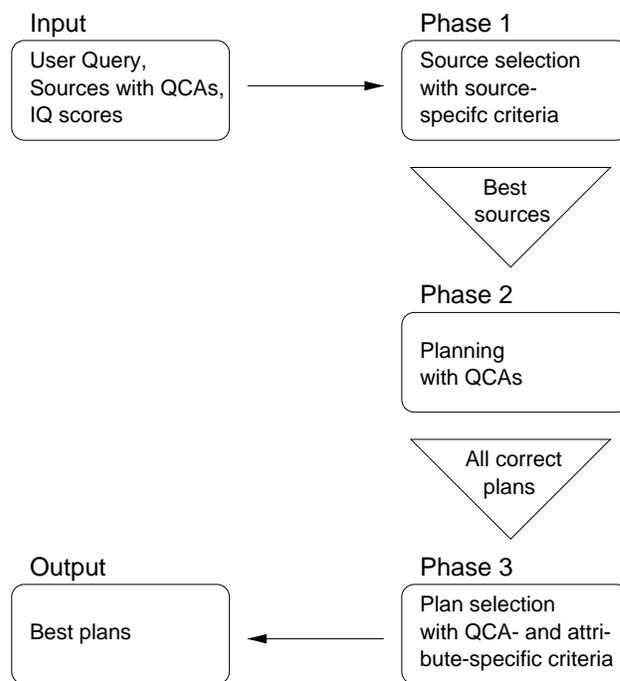 Input
User Query,
Sources with QCAs,
IQ scores
Phase 1
Source selection
with source-
specifc criteria
Best
sources
Phase 2
Planning
with QCAs
All correct
plans
Phase 3
Plan selection
with QCA- and attri-
bute-specific criteria
Output
Best plans